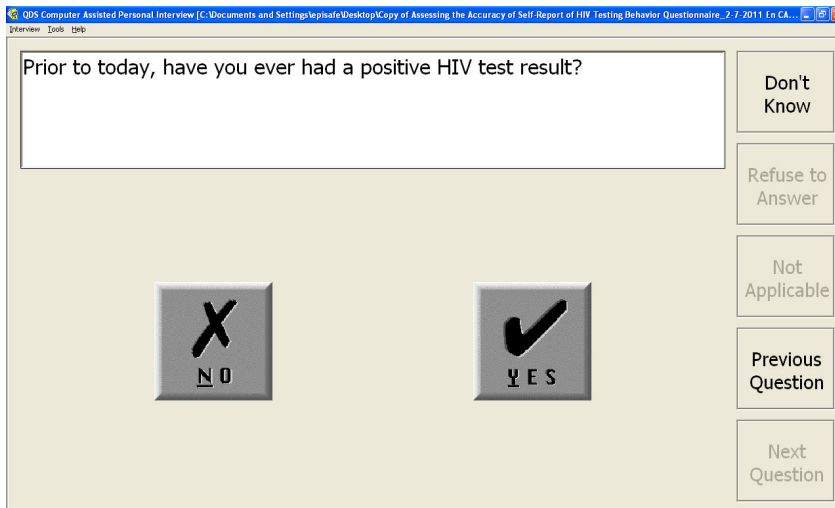 QDS Computer Assisted Personal Interview [C:\Documents and Settings\episafe\Desktop\Copy of Assessing the Accuracy of Self-Report of HIV Testing Behavior Questionnaire_2-7-2011 En CA...
Interview Tools Help
Prior to today, have you ever had a positive HIV test result?
Don't
Know
Refuse to
Answer
Not
Applicable
NO
YES
Previous
Question
Next
Question